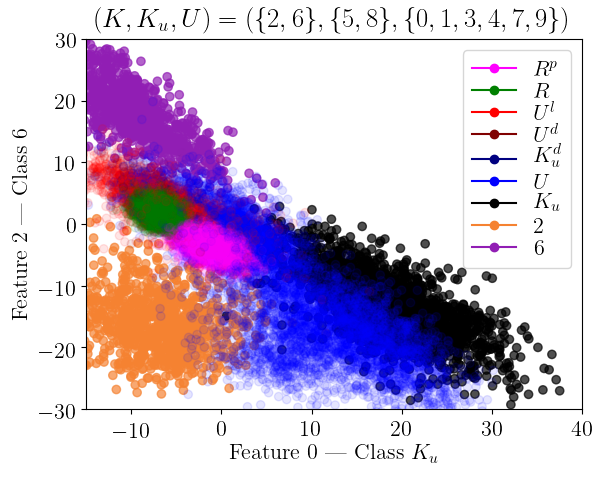 (K, K_u, U) = ({2, 6}, {5, 8}, {0, 1, 3, 4, 7, 9})
R^p
R
U^l
U^d
K_u^d
U
K_u
2
6
Feature 2 — Class 6
30
20
10
0
−10
−20
−30
−10
0
10
20
30
40
Feature 0 — Class K_u